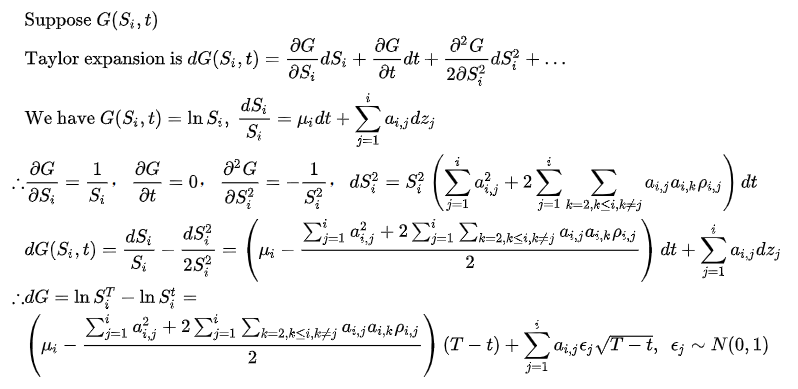 Suppose $G(S_i, t)$
Taylor expansion is $dG(S_i, t) = \frac{\partial G}{\partial S_i} dS_i + \frac{\partial G}{\partial t} dt + \frac{\partial^2 G}{2\partial S_i^2} dS_i^2 + \ldots$
We have $G(S_i, t) = \ln S_i, \ \frac{dS_i}{S_i} = \mu_i dt + \sum_{j=1}^{i} a_{i,j} dz_j$
$\therefore \frac{\partial G}{\partial S_i} = \frac{1}{S_i}$， $\frac{\partial G}{\partial t} = 0$， $\frac{\partial^2 G}{\partial S_i^2} = -\frac{1}{S_i^2}$， $dS_i^2 = S_i^2 \left( \sum_{j=1}^{i} a_{i,j}^2 + 2 \sum_{j=1}^{i} \sum_{k=2, k \leq i, k \neq j} a_{i,j} a_{i,k} \rho_{i,j} \right) dt$
$dG(S_i, t) = \frac{dS_i}{S_i} - \frac{dS_i^2}{2S_i^2} = \left( \mu_i - \frac{\sum_{j=1}^{i} a_{i,j}^2 + 2 \sum_{j=1}^{i} \sum_{k=2, k \leq i, k \neq j} a_{i,j} a_{i,k} \rho_{i,j}}{2} \right) dt + \sum_{j=1}^{i} a_{i,j} dz_j$
$\therefore dG = \ln S_i^T - \ln S_i^t =$
$\left( \mu_i - \frac{\sum_{j=1}^{i} a_{i,j}^2 + 2 \sum_{j=1}^{i} \sum_{k=2, k \leq i, k \neq j} a_{i,j} a_{i,k} \rho_{i,j}}{2} \right) (T - t) + \sum_{j=1}^{i} a_{i,j} \epsilon_j \sqrt{T - t}, \ \epsilon_j \sim N(0, 1)$